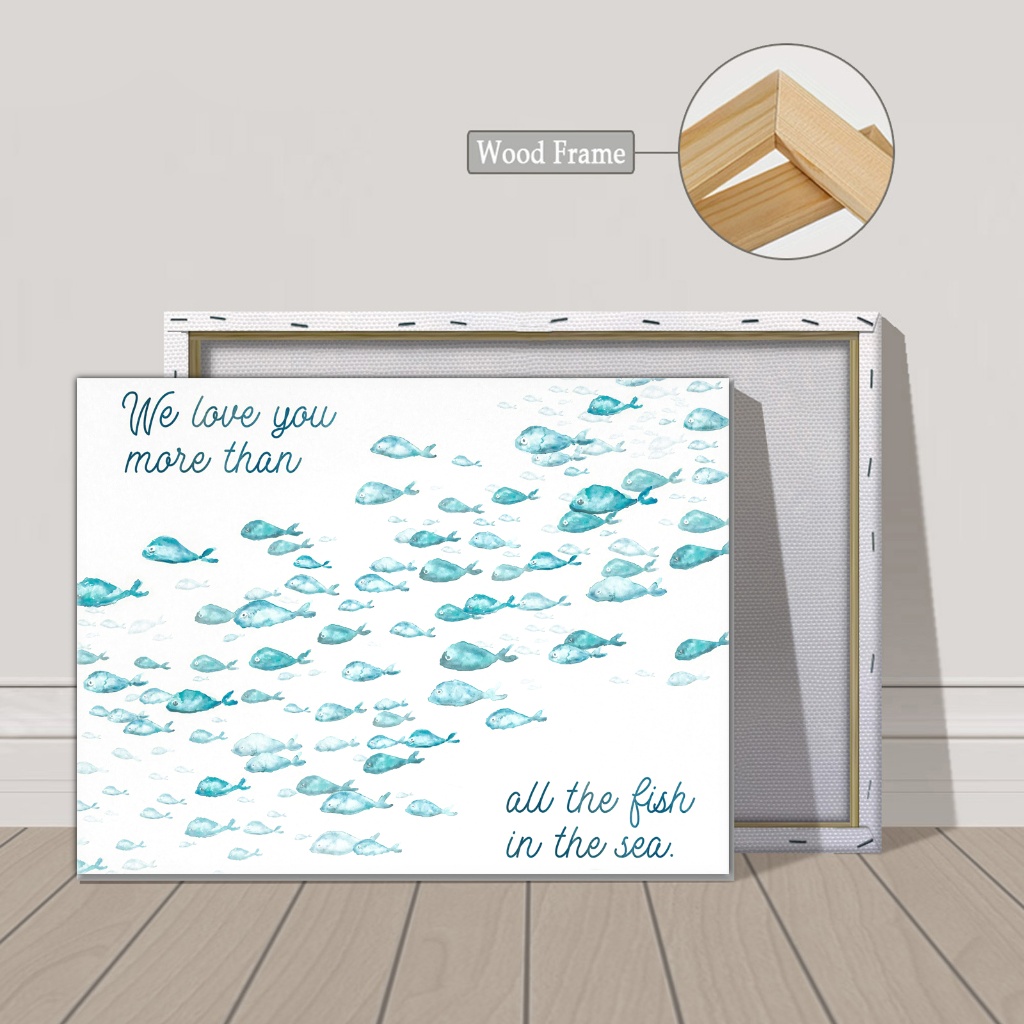 Wood Frame
We love you
more than
all the fish
in the sea.